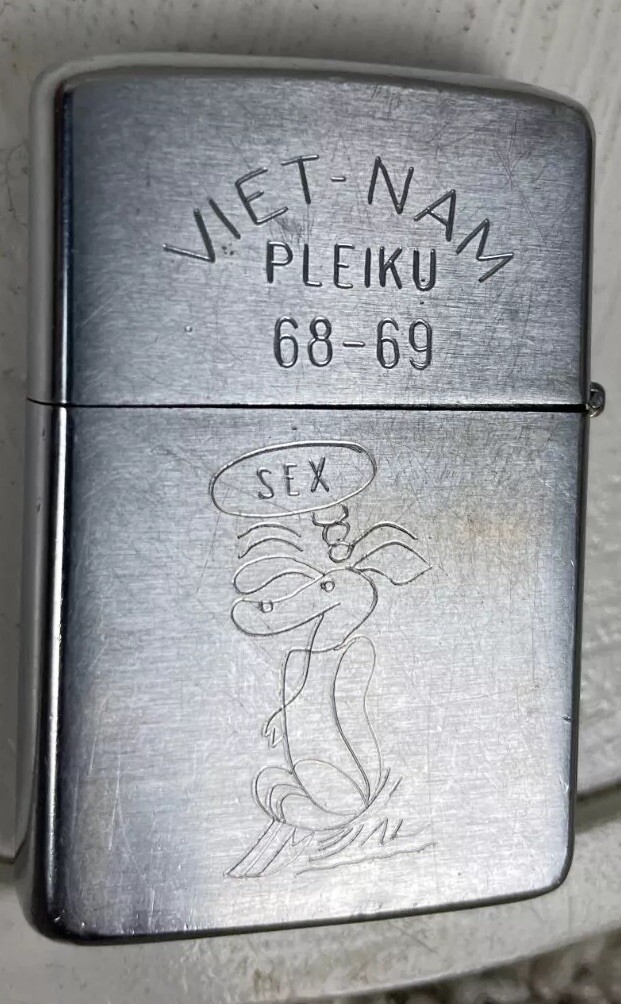 VIET-NAM
PLEIKU
68-69
SEX